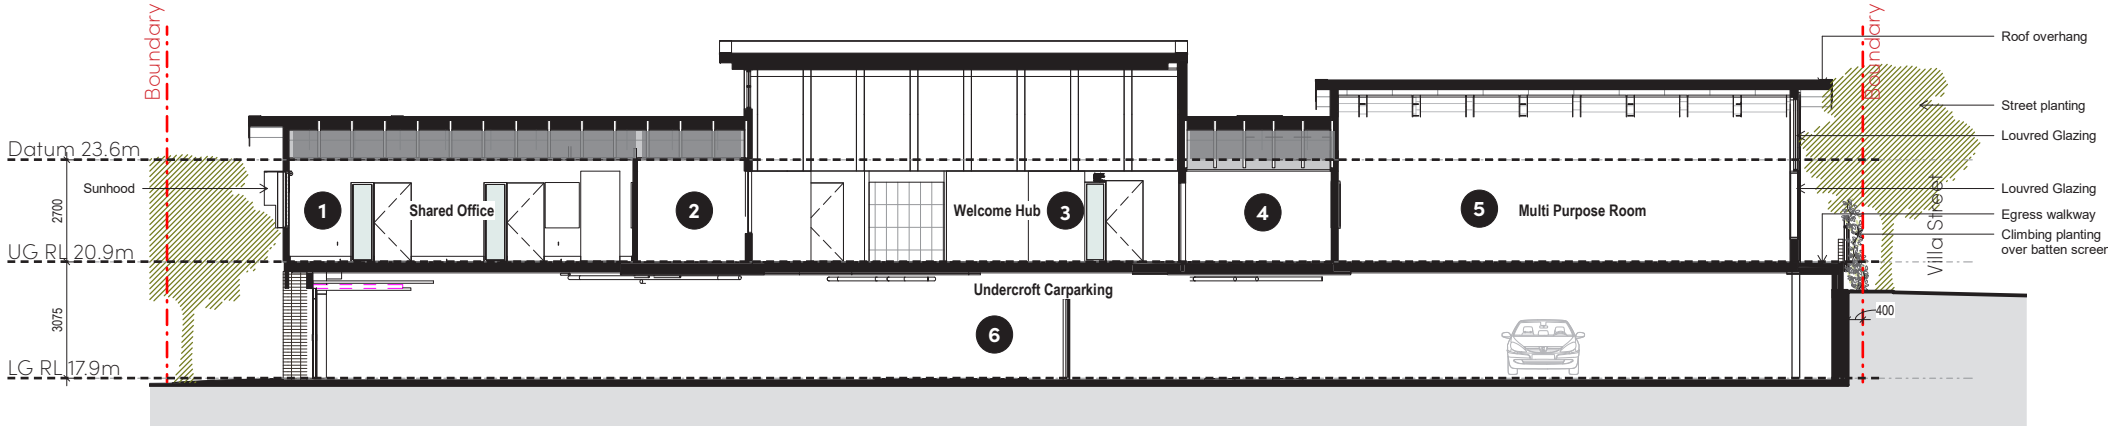 Boundary
Boundary
Roof overhang
Street planting
Louvred Glazing
Datum 23.6m
Sunhood
Louvred Glazing
2700
1
Shared Office
2
Welcome Hub
3
4
5
Multi Purpose Room
Villa Street
Egress walkway
Climbing planting
over batten screen
UG RL 20.9m
Undercroft Carparking
3075
6
400
LG RL 17.9m